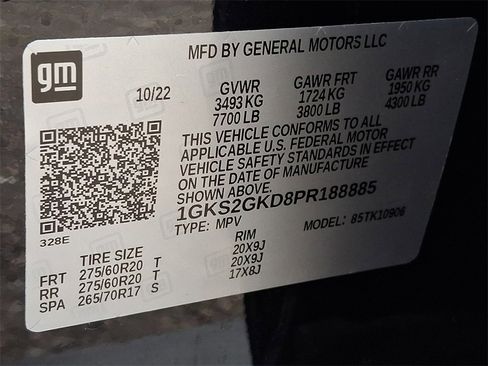 MFD BY GENERAL MOTORS LLC
gm
10/22 GVWR GAWR FRT GAWR RR
3493 KG 1724 KG 1950 KG
7700 LB 3800 LB 4300 LB
THIS VEHICLE CONFORMS TO ALL
APPLICABLE U.S. FEDERAL MOTOR
VEHICLE SAFETY STANDARDS IN EFFECT
ON THE DATE OF MANUFACTURE
SHOWN ABOVE.
1GKS2GKD8PR188885
TYPE: MPV MODEL: 85TK10906
328E
TIRE SIZE RIM
FRT 275/60R20 T 20X9J
RR 275/60R20 T 20X9J
SPA 265/70R17 S 17X8J